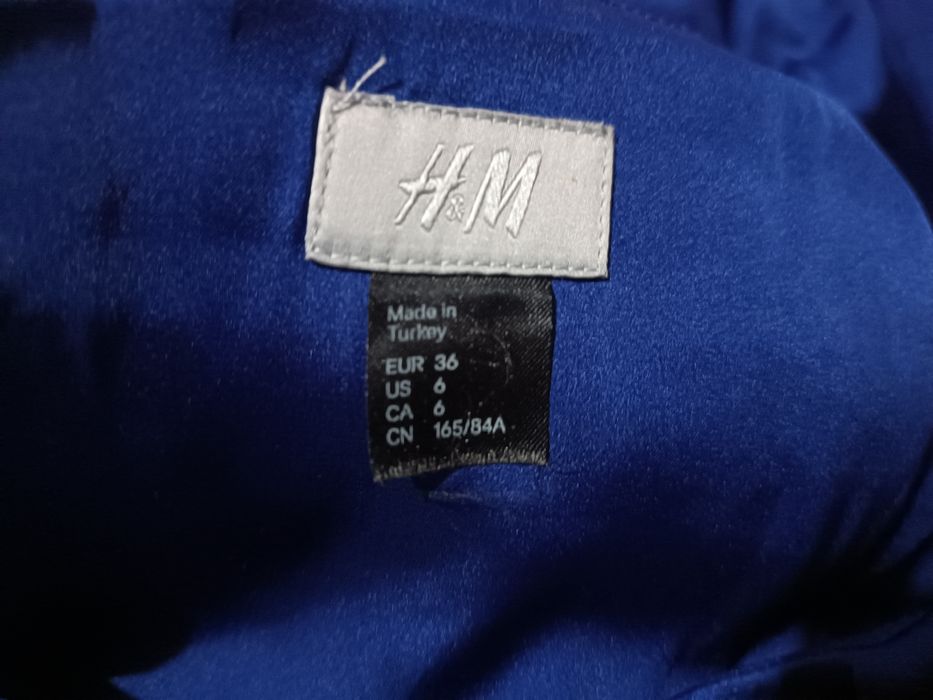 H&M
Made in
Turkey
EUR 36
US 6
CA 6
CN 165/84A